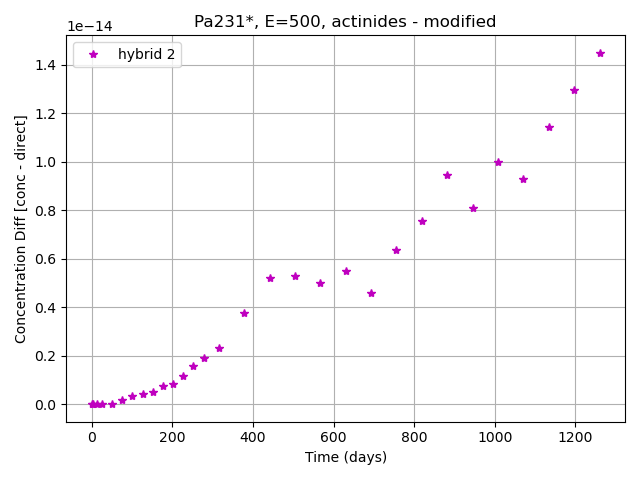 Pa231*, E=500, actinides - modified
1e−14
hybrid 2
1.4
1.2
1.0
0.8
0.6
0.4
0.2
0.0
Concentration Diff [conc - direct]
0 200 400 600 800 1000 1200
Time (days)